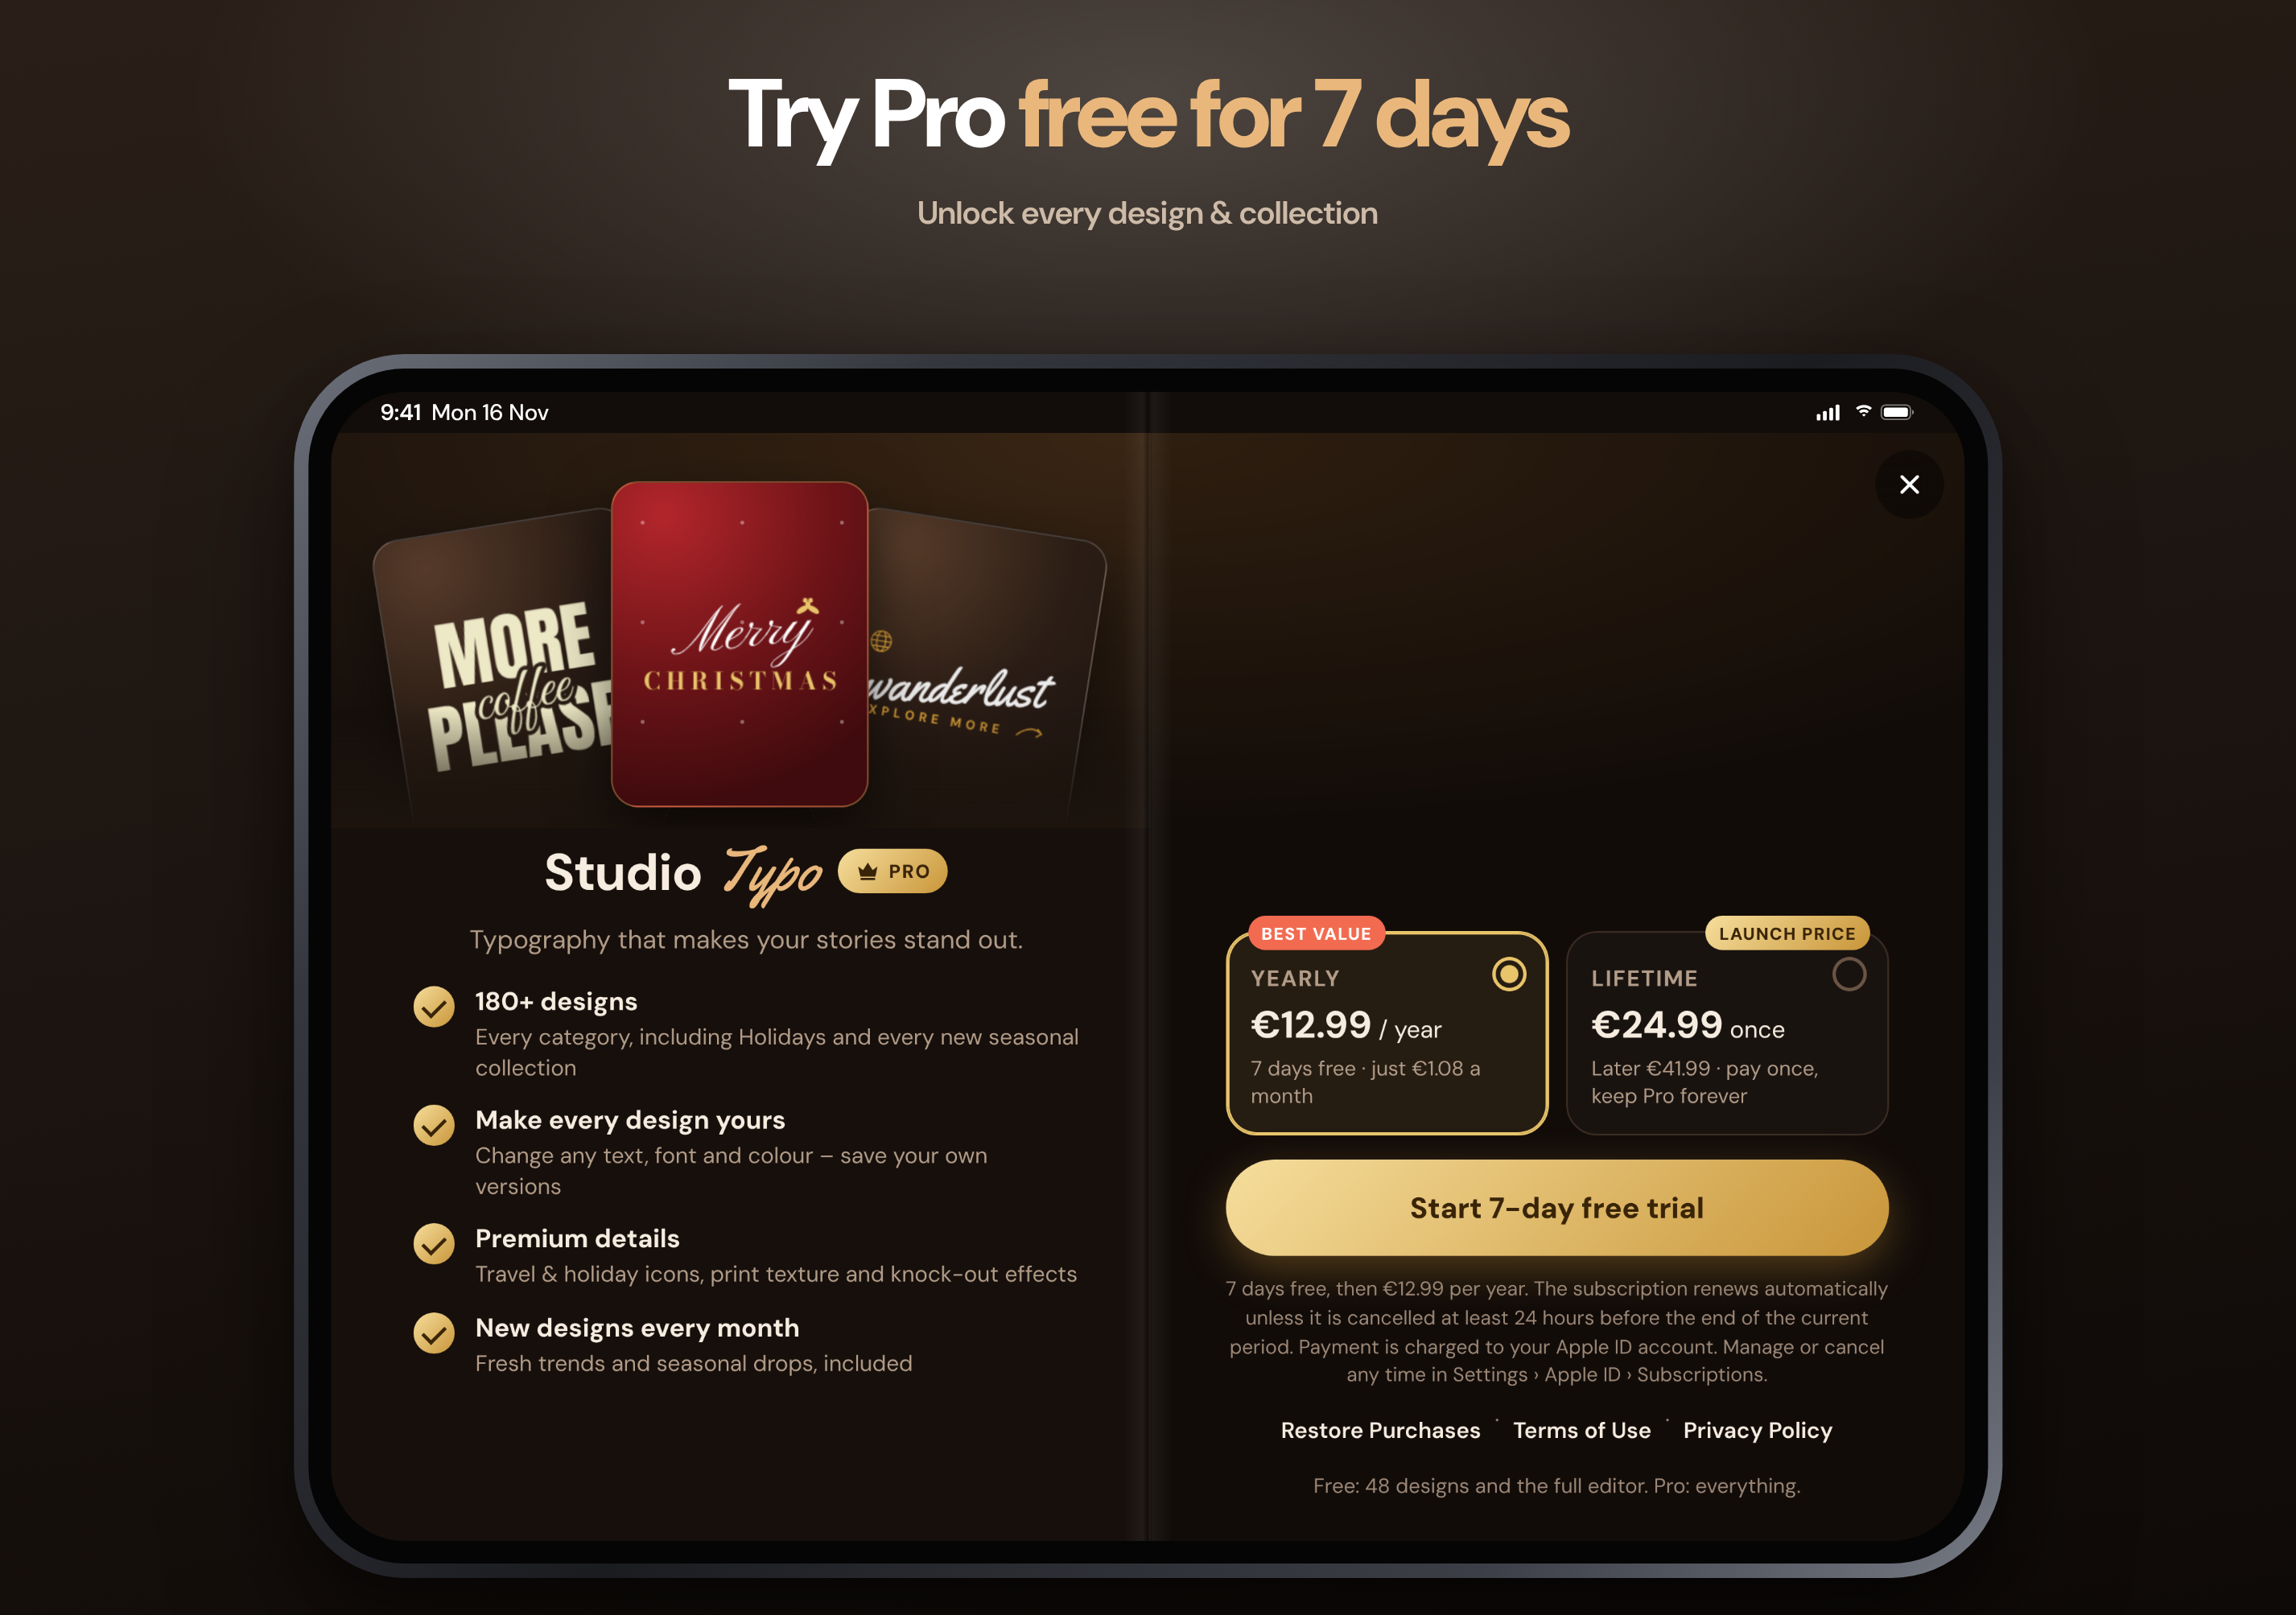 Try Pro free for 7 days
Unlock every design & collection
9:41 Mon 16 Nov
MORE
coffee
PLEASE
Merry
CHRISTMAS
wanderlust
XPLORE MORE
Studio Typo PRO
Typography that makes your stories stand out.
180+ designs
Every category, including Holidays and every new seasonal
collection
Make every design yours
Change any text, font and colour – save your own
versions
Premium details
Travel & holiday icons, print texture and knock-out effects
New designs every month
Fresh trends and seasonal drops, included
BEST VALUE
YEARLY
€12.99 / year
7 days free · just €1.08 a
month
LAUNCH PRICE
LIFETIME
€24.99 once
Later €41.99 · pay once,
keep Pro forever
Start 7-day free trial
7 days free, then €12.99 per year. The subscription renews automatically
unless it is cancelled at least 24 hours before the end of the current
period. Payment is charged to your Apple ID account. Manage or cancel
any time in Settings › Apple ID › Subscriptions.
Restore Purchases · Terms of Use · Privacy Policy
Free: 48 designs and the full editor. Pro: everything.